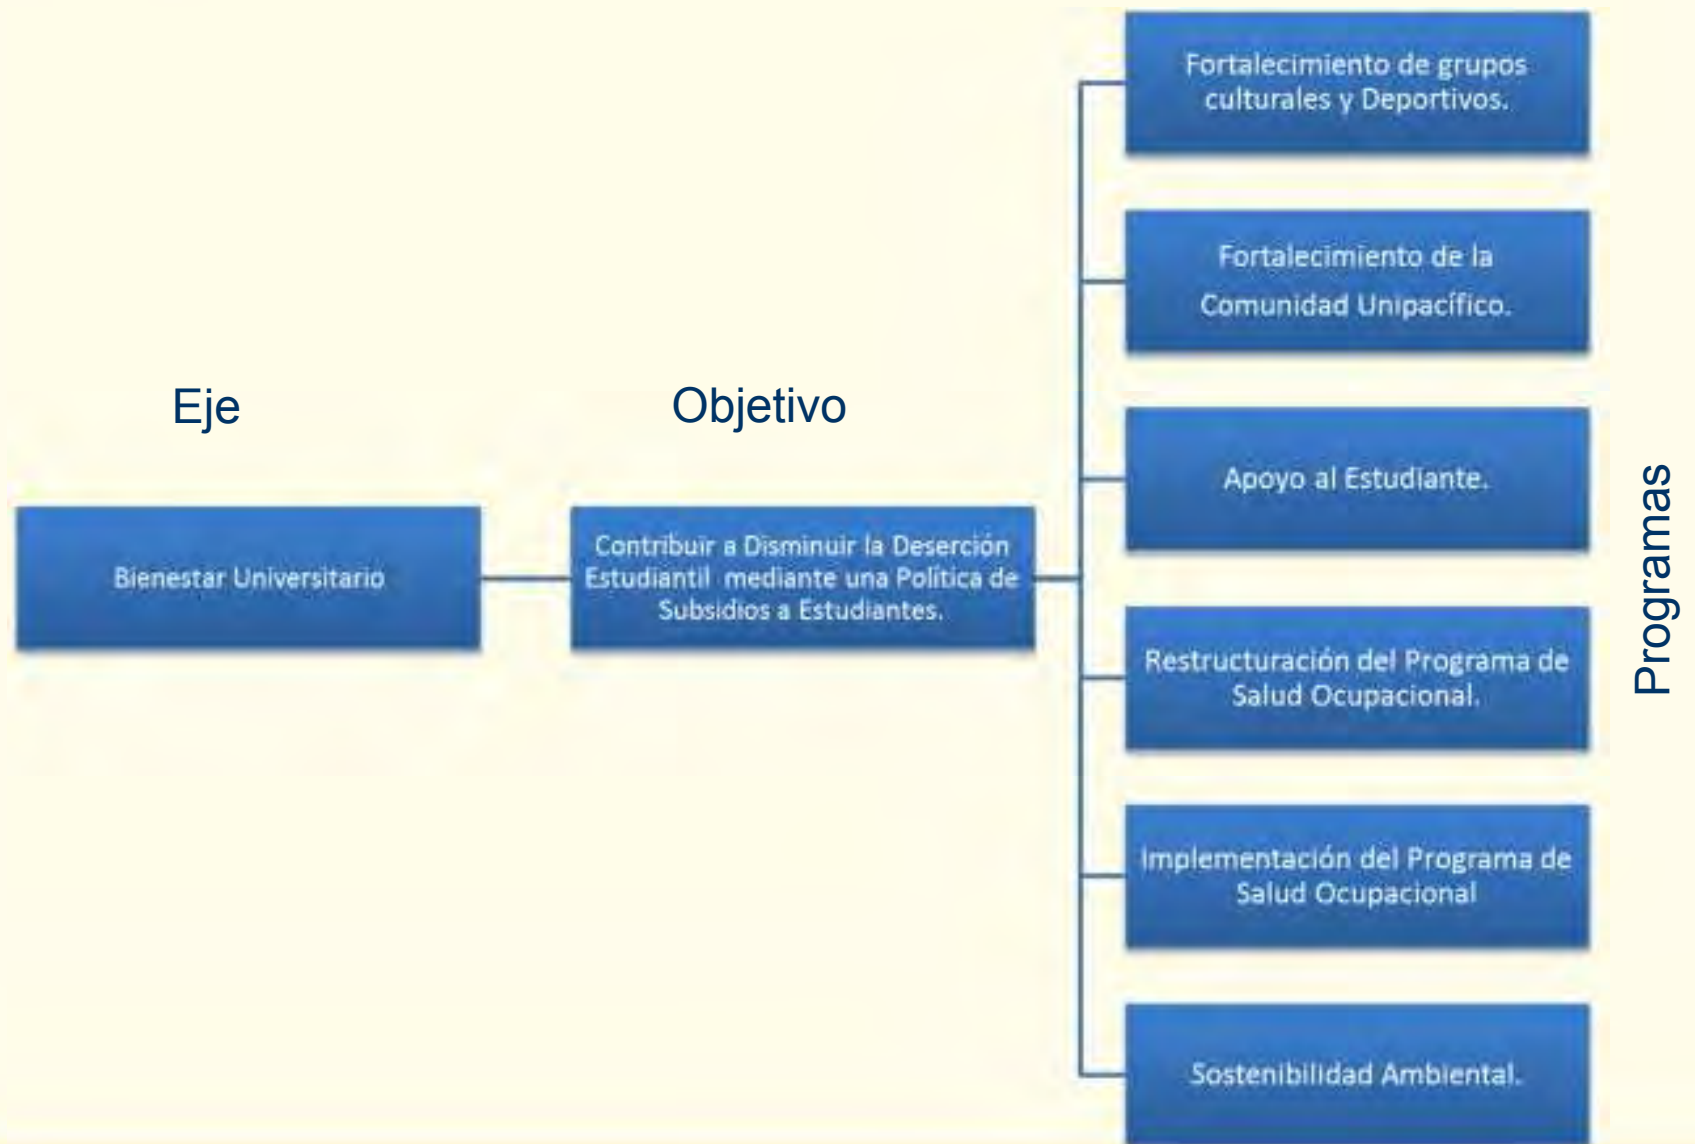 Eje
Bienestar Universitario
Objetivo
Contribuir a Disminuir la Deserción
Estudiantil mediante una Política de
Subsidios a Estudiantes.
Fortalecimiento de grupos
culturales y Deportivos.
Fortalecimiento de la
Comunidad Unipacífico.
Apoyo al Estudiante.
Restructuración del Programa de
Salud Ocupacional.
Implementación del Programa de
Salud Ocupacional
Sostenibilidad Ambiental.
Programas